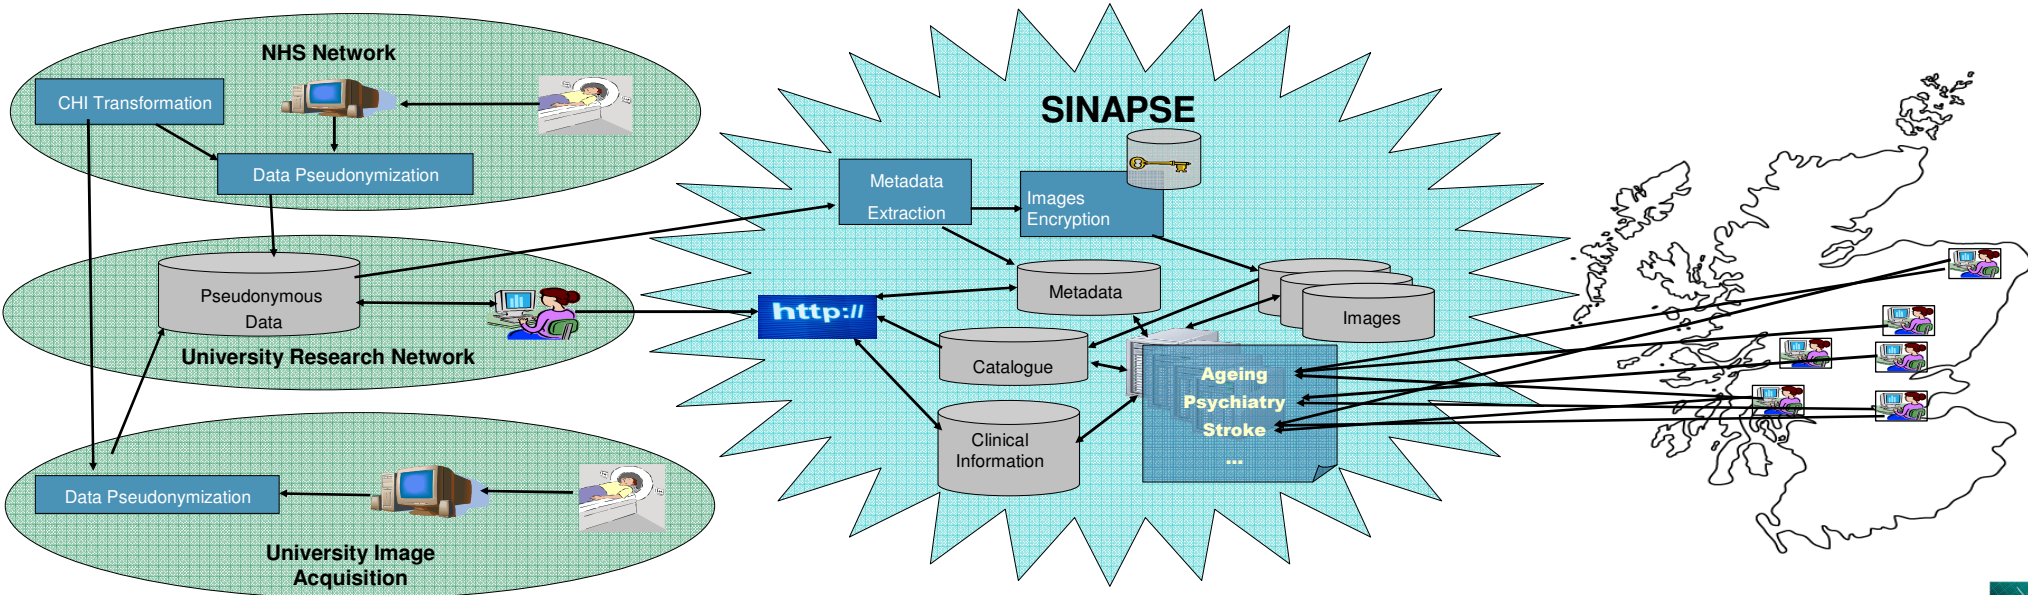 NHS Network
CHI Transformation
Data Pseudonymization
Pseudonymous
Data
University Research Network
Data Pseudonymization
University Image
Acquisition
SINAPSE
Metadata
Extraction
Images
Encryption
http://
Metadata
Images
Catalogue
Clinical
Information
Ageing
Psychiatry
Stroke
...